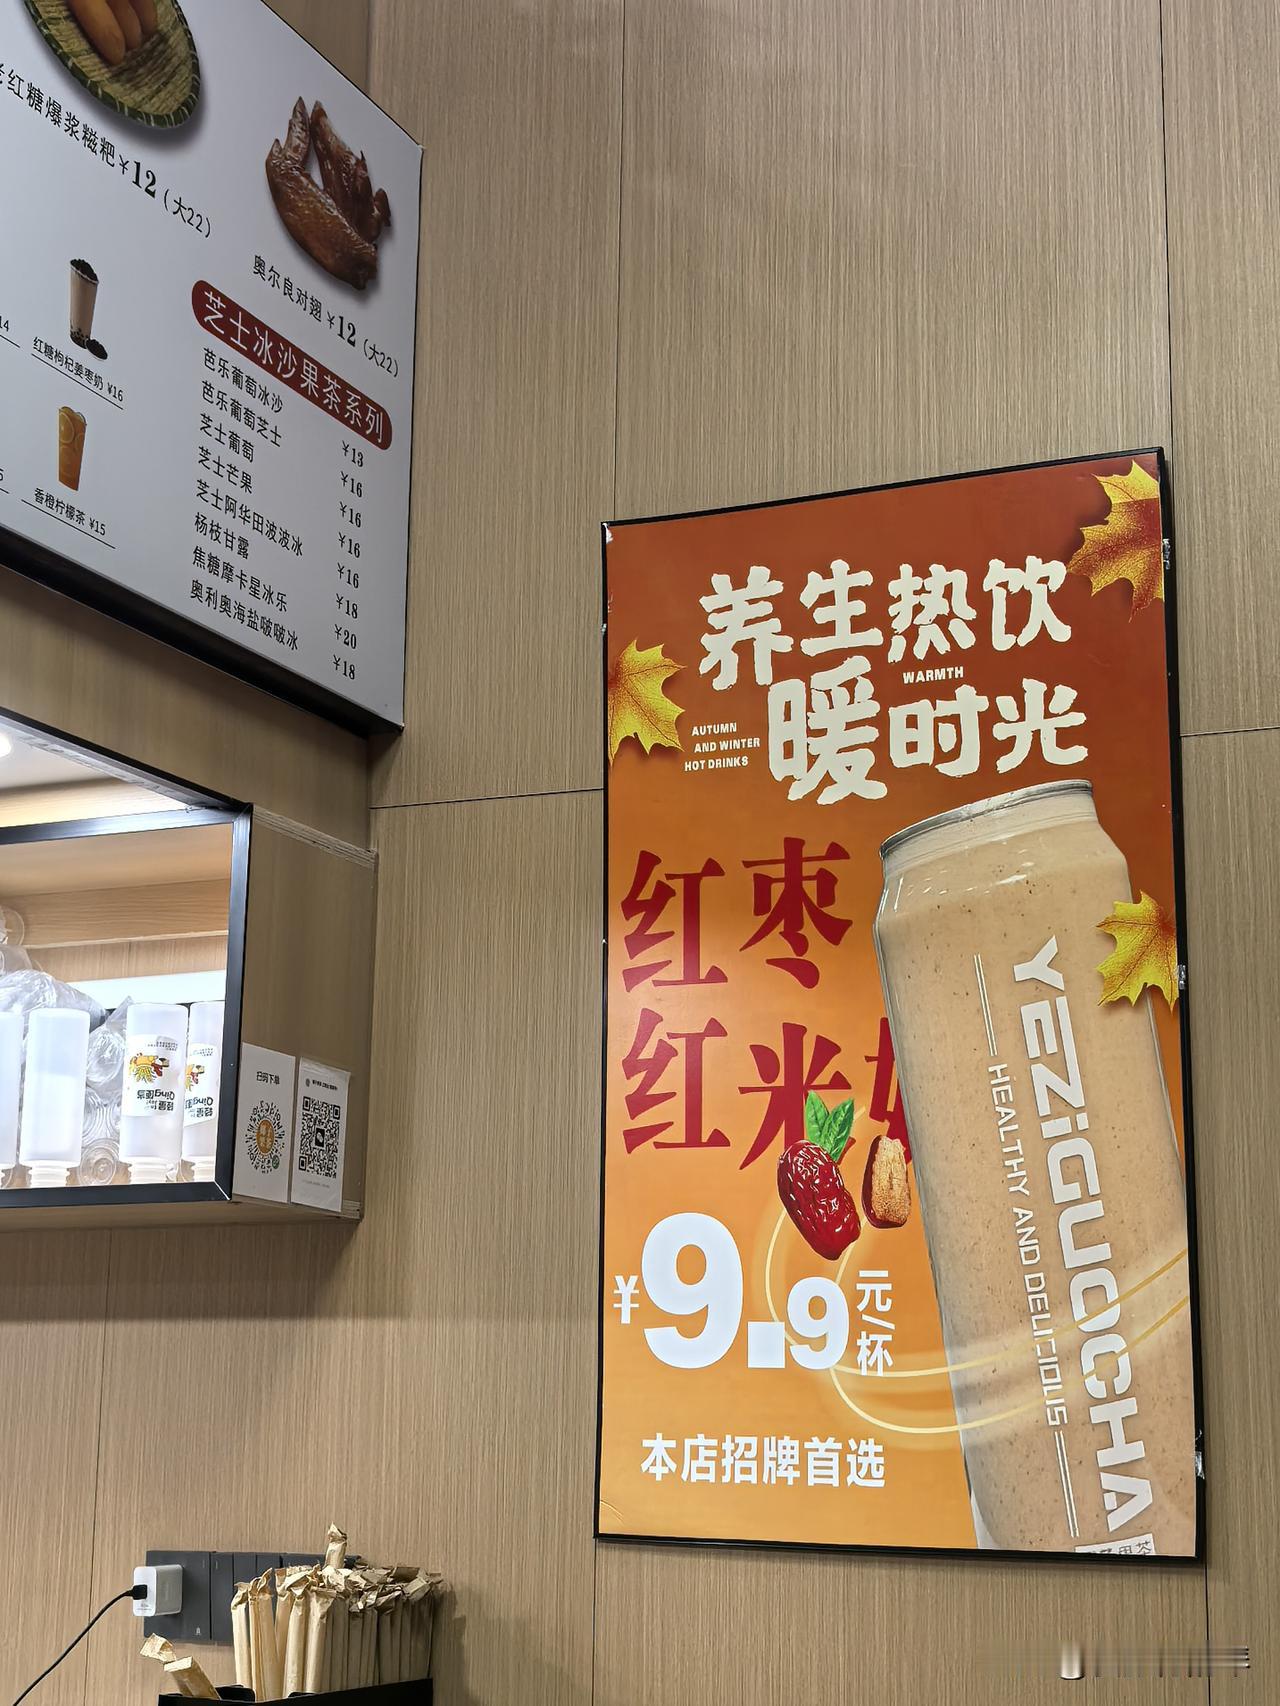 红糖爆浆糍粑 ¥12 (大22)
奥尔良对翅 ¥12 (大22)
14
红糖枸杞姜枣奶 ¥16
香橙柠檬茶 ¥15
芝士冰沙果茶系列
芭乐葡萄冰沙 ¥13
芭乐葡萄芝士 ¥16
芝士葡萄 ¥16
芝士芒果 ¥16
芝士阿华田波波冰 ¥16
杨枝甘露 ¥18
焦糖摩卡星冰乐 ¥20
奥利奥海盐啵啵冰 ¥18
扫码下单
养生热饮
WARMTH
暖时光
AUTUMN
AND WINTER
HOT DRINKS
红枣
红米
¥9.9元/杯
本店招牌首选
YEZiGUOCHA
HEALTHY AND DELICIOUS